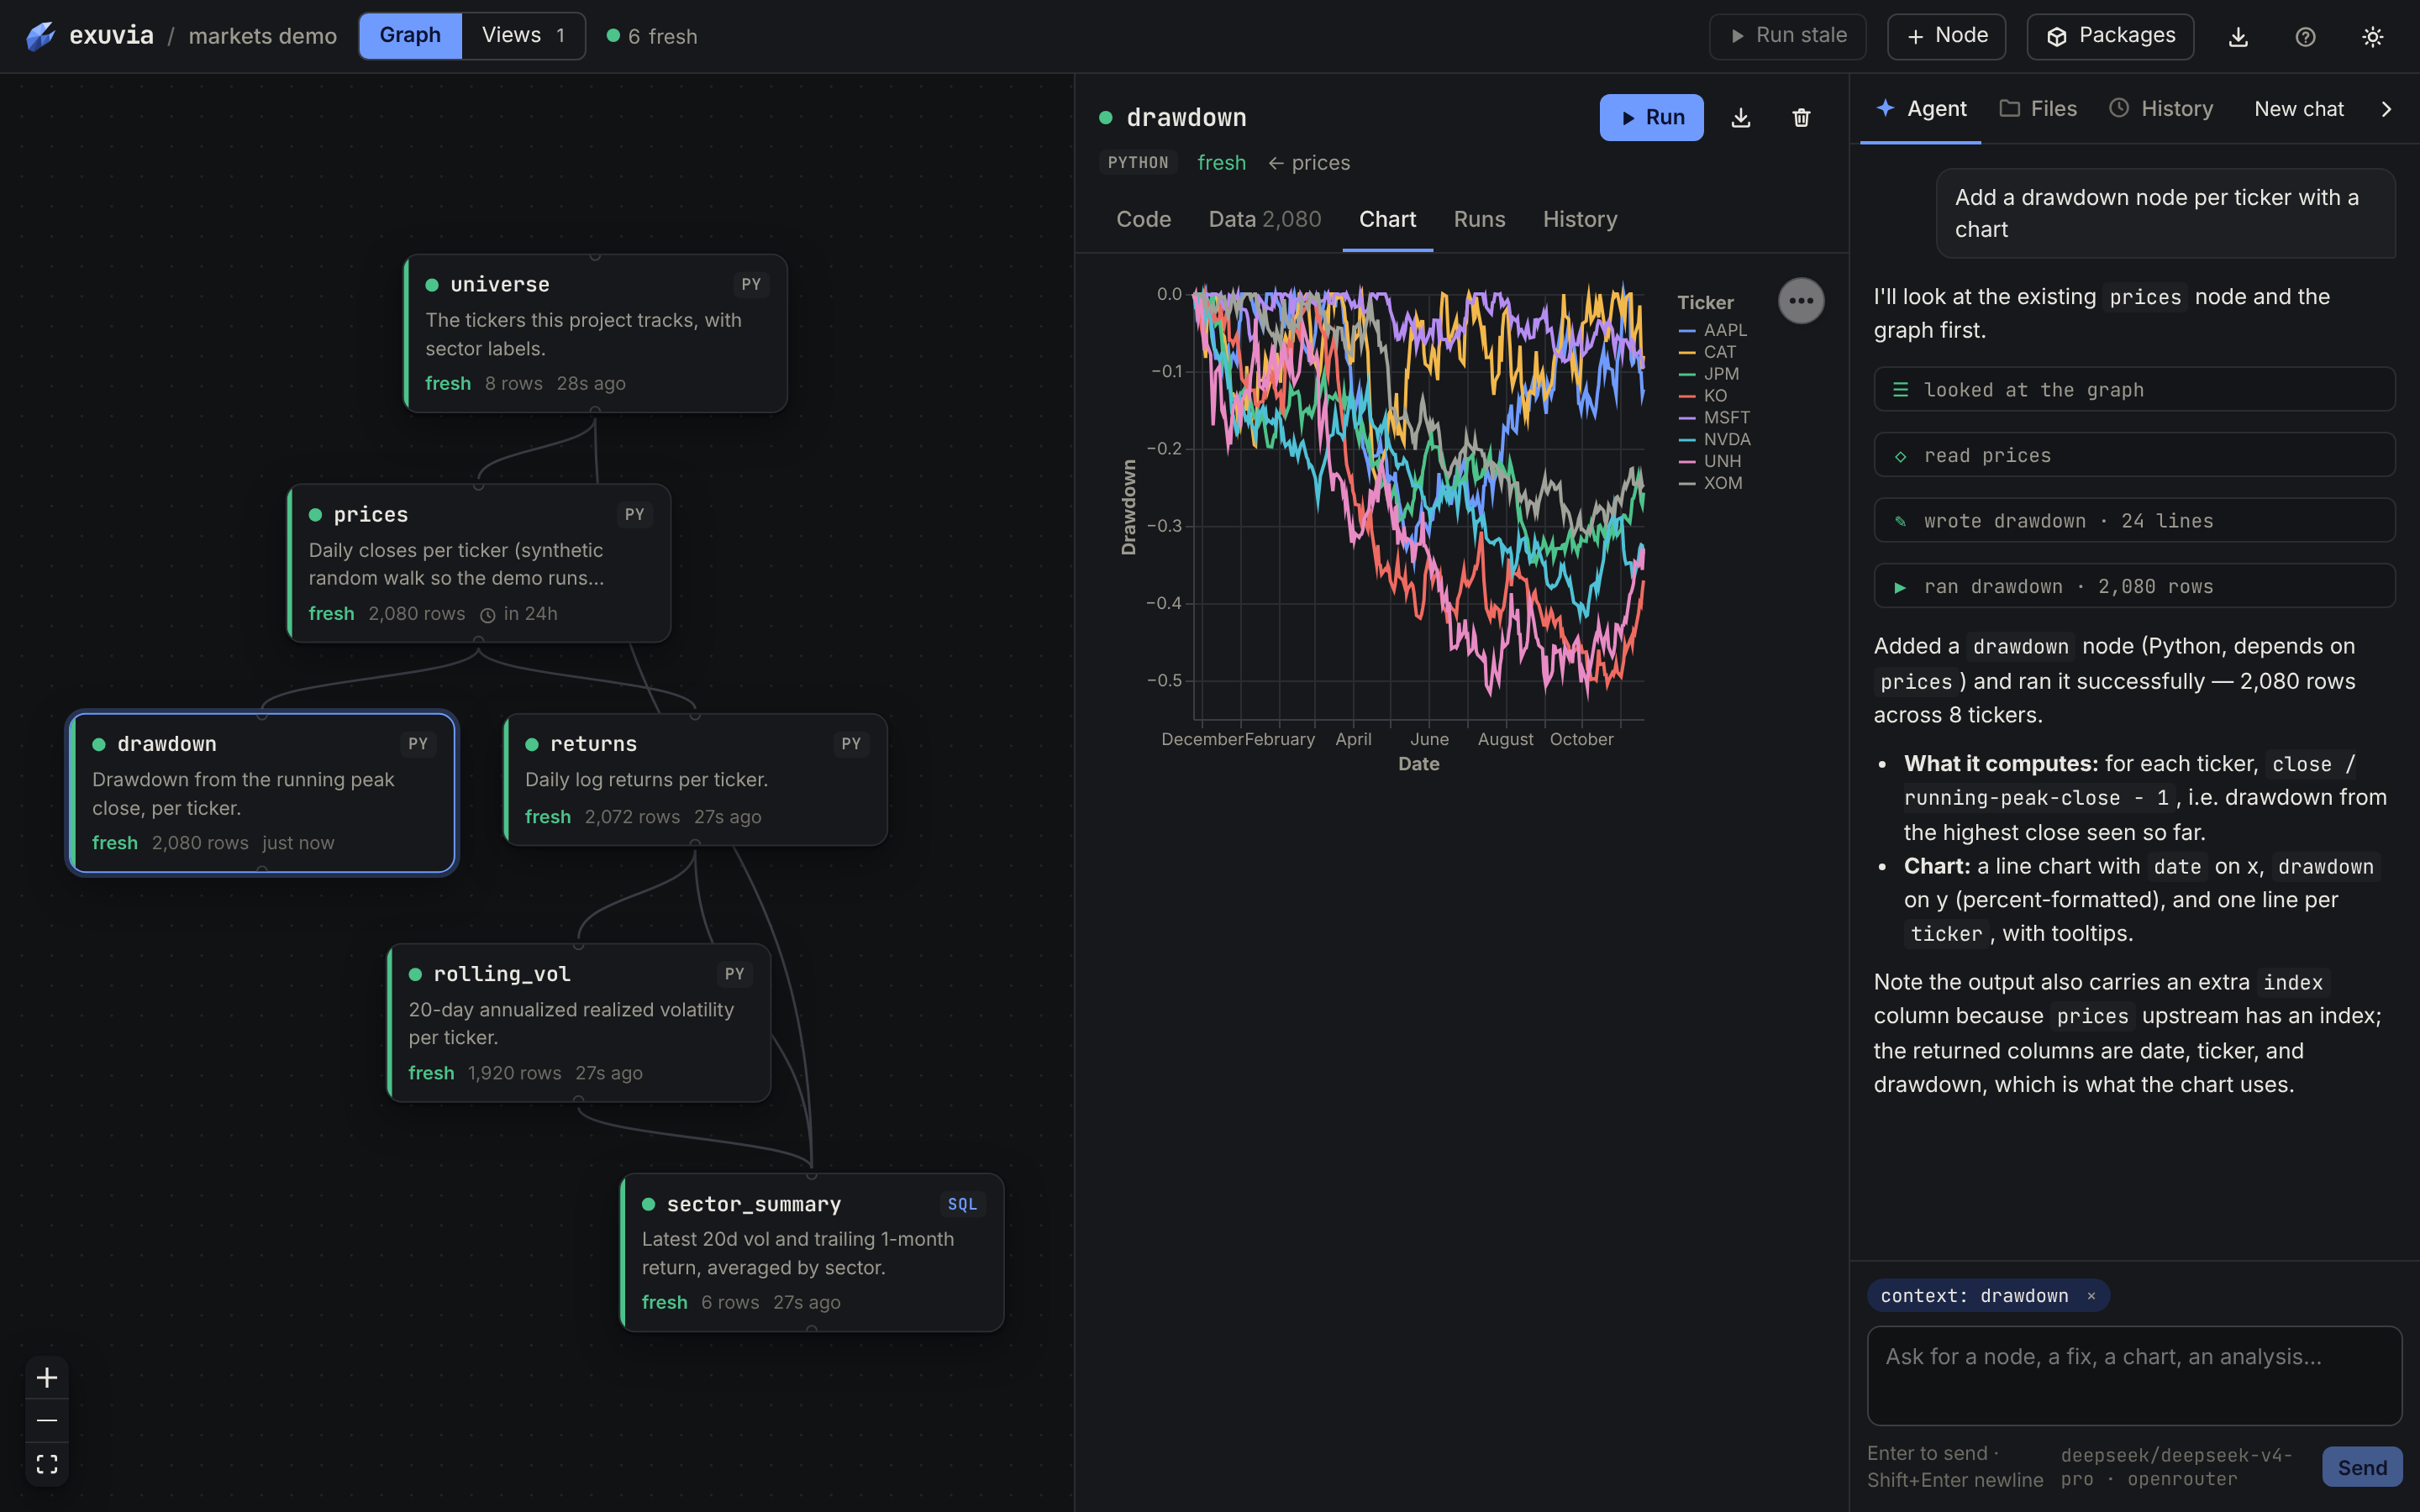 exuvia / markets demo
Graph
Views 1
6 fresh
Run stale
Node
Packages
universe
PY
The tickers this project tracks, with
sector labels.
fresh 8 rows 28s ago
prices
PY
Daily closes per ticker (synthetic
random walk so the demo runs...
fresh 2,080 rows in 24h
drawdown
PY
Drawdown from the running peak
close, per ticker.
fresh 2,080 rows just now
returns
PY
Daily log returns per ticker.
fresh 2,072 rows 27s ago
rolling_vol
PY
20-day annualized realized volatility
per ticker.
fresh 1,920 rows 27s ago
sector_summary
SQL
Latest 20d vol and trailing 1-month
return, averaged by sector.
fresh 6 rows 27s ago
drawdown
Run
PYTHON fresh ← prices
Code
Data 2,080
Chart
Runs
History
Drawdown
0.0
−0.1
−0.2
−0.3
−0.4
−0.5
December
February
April
June
August
October
Date
Ticker
AAPL
CAT
JPM
KO
MSFT
NVDA
UNH
XOM
Agent
Files
History
New chat
Add a drawdown node per ticker with a
chart
I'll look at the existing prices node and the
graph first.
looked at the graph
read prices
wrote drawdown · 24 lines
ran drawdown · 2,080 rows
Added a drawdown node (Python, depends on
prices) and ran it successfully — 2,080 rows
across 8 tickers.
• What it computes: for each ticker, close /
running-peak-close - 1, i.e. drawdown from
the highest close seen so far.
• Chart: a line chart with date on x, drawdown
on y (percent-formatted), and one line per
ticker, with tooltips.
Note the output also carries an extra index
column because prices upstream has an index;
the returned columns are date, ticker, and
drawdown, which is what the chart uses.
context: drawdown ×
Ask for a node, a fix, a chart, an analysis...
Enter to send ·
Shift+Enter newline
deepseek/deepseek-v4-
pro · openrouter
Send